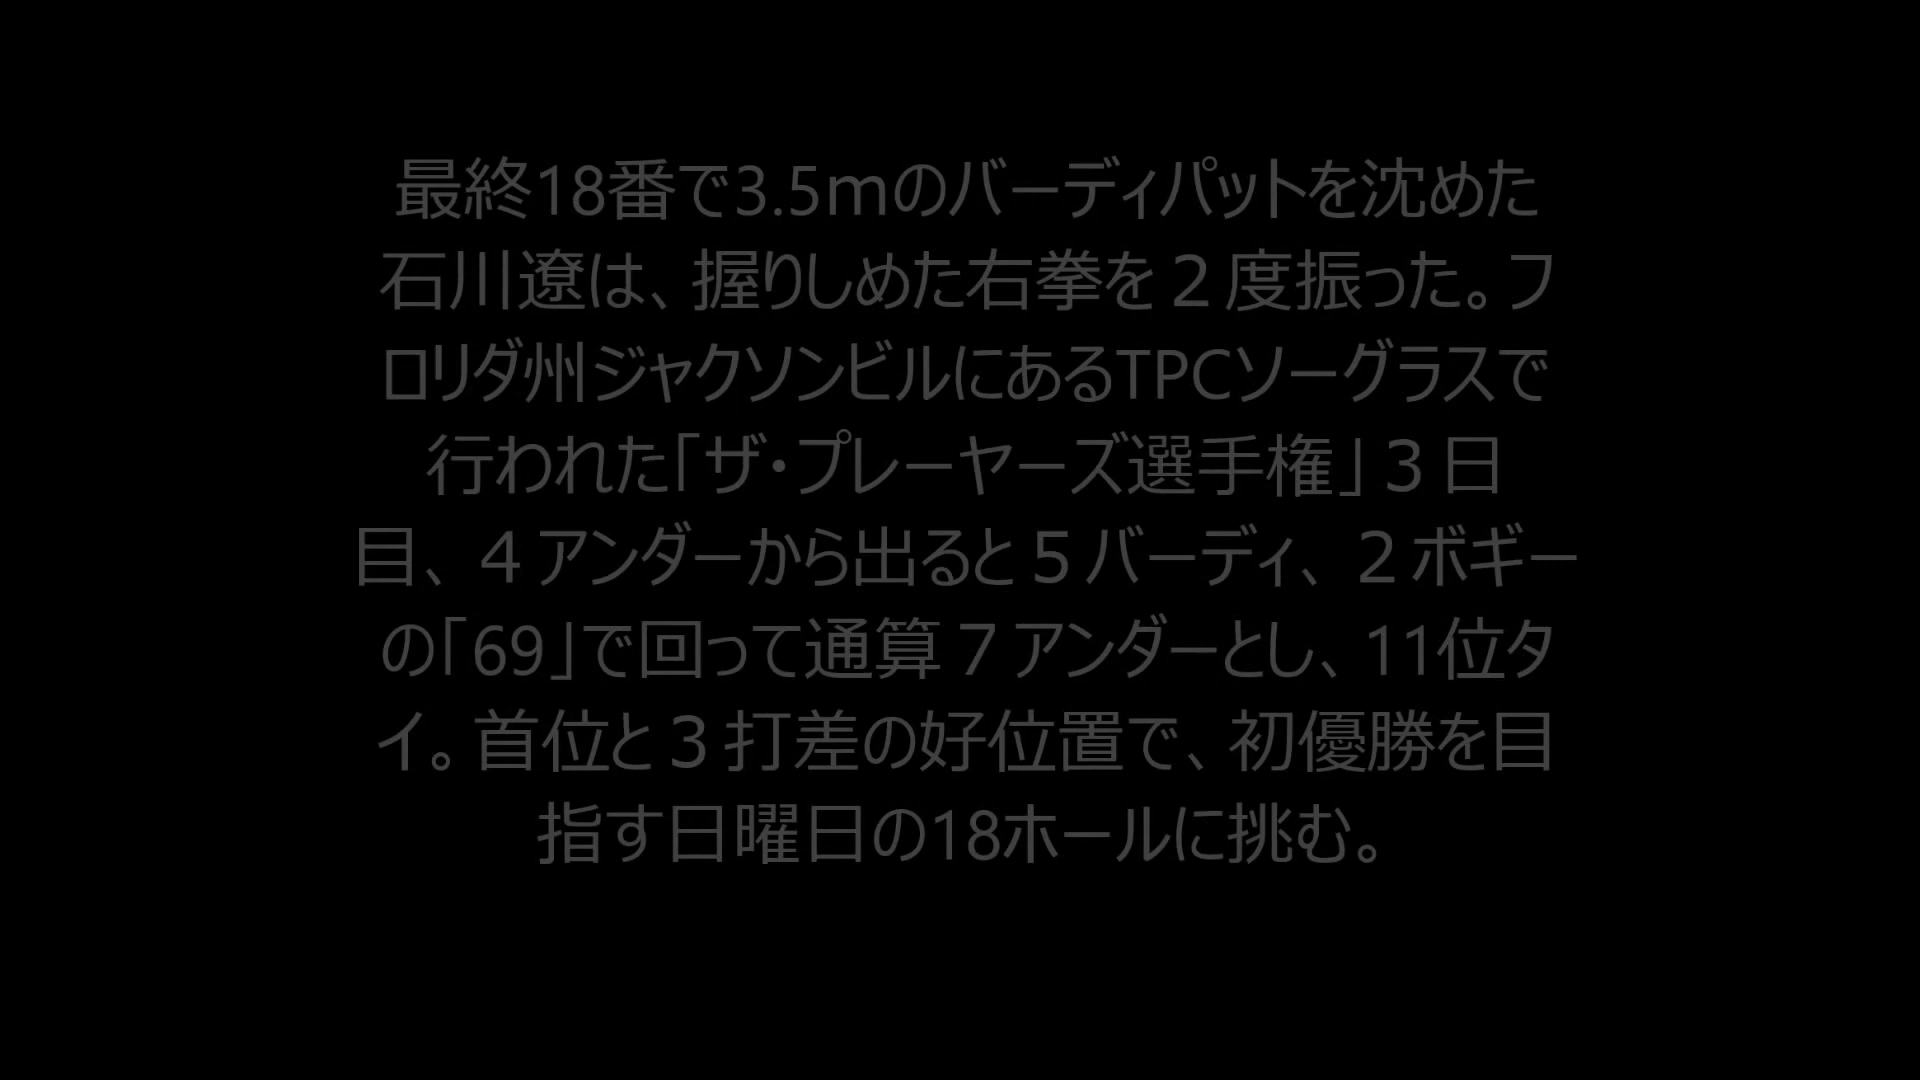 最終18番で3.5mのバーディパットを沈めた
石川遼は、握りしめた右拳を２度振った。フ
ロリダ州ジャクソンビルにあるTPCソーグラスで
行われた「ザ・プレーヤーズ選手権」３日
目、４アンダーから出ると５バーディ、２ボギー
の「69」で回って通算７アンダーとし、11位タ
イ。首位と３打差の好位置で、初優勝を目
指す日曜日の18ホールに挑む。